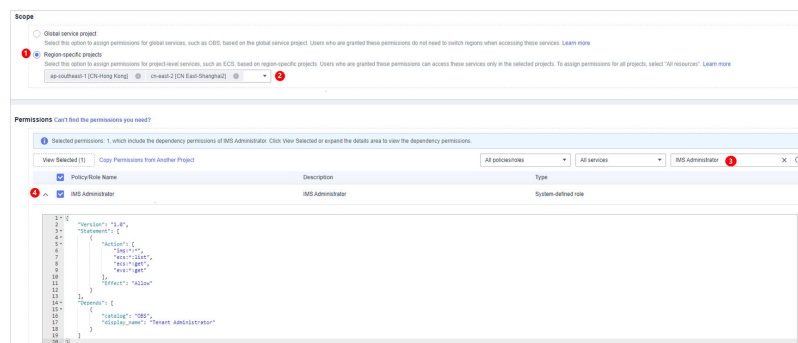 Scope
Global service project
Select this option to assign permissions for global services, such as OBS, based on the global service project. Users who are granted these permissions do not need to switch regions when accessing these services. Learn more
1 Region-specific projects
Select this option to assign permissions for project-level services, such as ECS, based on region-specific projects. Users who are granted these permissions can access these services only in the selected projects. To assign permissions for all projects, select "All resources". Learn more
ap-southeast-1 [CN-Hong Kong] cn-east-2 [CN East-Shanghai2] 2
Permissions Can't find the permissions you need?
Selected permissions: 1, which include the dependency permissions of IMS Administrator. Click View Selected or expand the details area to view the dependency permissions.
View Selected (1) Copy Permissions from Another Project All policies/roles All services IMS Administrator 3 X
Policy/Role Name Description Type
4 IMS Administrator IMS Administrator System-defined role
1 {
2 "Version": "1.0",
3 "Statement": [
4 {
5 "Action": [
6 "ims:*:*",
7 "ecs:*:list",
8 "ecs:*:get",
9 "evs:*:get"
10 ],
11 "Effect": "Allow"
12 }
13 ],
14 "Depends": [
15 {
16 "catalog": "OBS",
17 "display_name": "Tenant Administrator"
18 }
19 ]
20 }